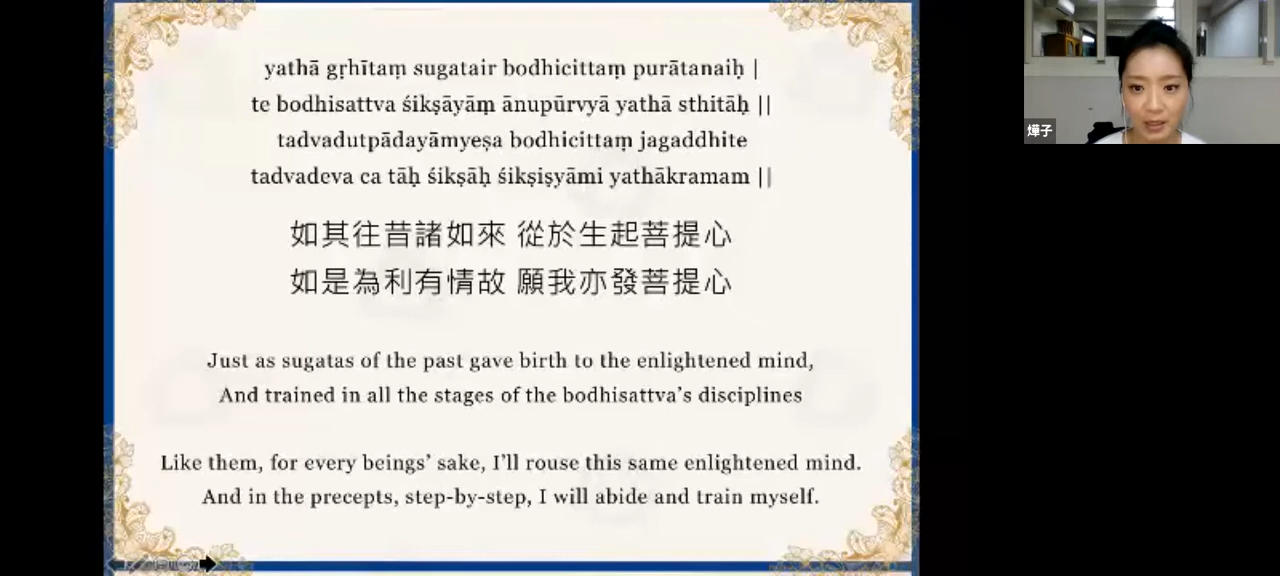 yathā gṛhītaṃ sugatair bodhicittaṃ purātanaiḥ |
te bodhisattva śikṣāyāṃ ānupūrvyā yathā sthitāḥ ||
tadvadutpādayāmyeṣa bodhicittaṃ jagaddhite
tadvadeva ca tāḥ śikṣāḥ śikṣiṣyāmi yathākramam ||
如其往昔諸如來 從於生起菩提心
如是為利有情故 願我亦發菩提心
Just as sugatas of the past gave birth to the enlightened mind,
And trained in all the stages of the bodhisattva’s disciplines
Like them, for every beings’ sake, I’ll rouse this same enlightened mind.
And in the precepts, step-by-step, I will abide and train myself.
燁子